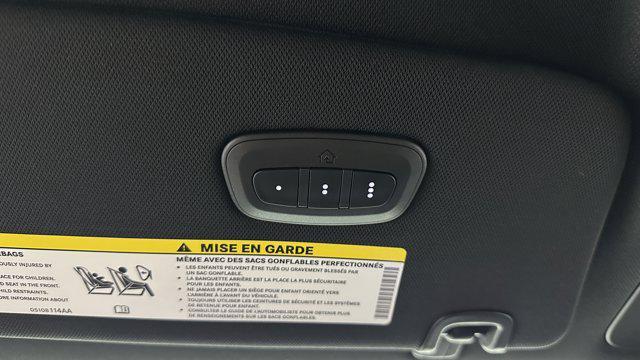 MISE EN GARDE
MÊME AVEC DES SACS GONFLABLES PERFECTIONNÉS
• LES ENFANTS PEUVENT ÊTRE TUÉS OU GRAVEMENT BLESSÉS PAR
UN SAC GONFLABLE.
• LA BANQUETTE ARRIÈRE EST LA PLACE LA PLUS SÉCURITAIRE
POUR LES ENFANTS.
• NE JAMAIS PLACER UN SIÈGE POUR ENFANT ORIENTÉ VERS
L'ARRIÈRE À L'AVANT DU VÉHICULE.
• TOUJOURS UTILISER LES CEINTURES DE SÉCURITÉ ET LES SYSTÈMES
DE RETENUE POUR ENFANT.
• CONSULTER LE GUIDE DE L'AUTOMOBILISTE POUR OBTENIR PLUS
DE RENSEIGNEMENTS SUR LES SACS GONFLABLES.
RBAGS
OUSLY INJURED BY
ACE FOR CHILDREN.
D SEAT IN THE FRONT.
HILD RESTRAINTS.
ORE INFORMATION ABOUT
05108114AA